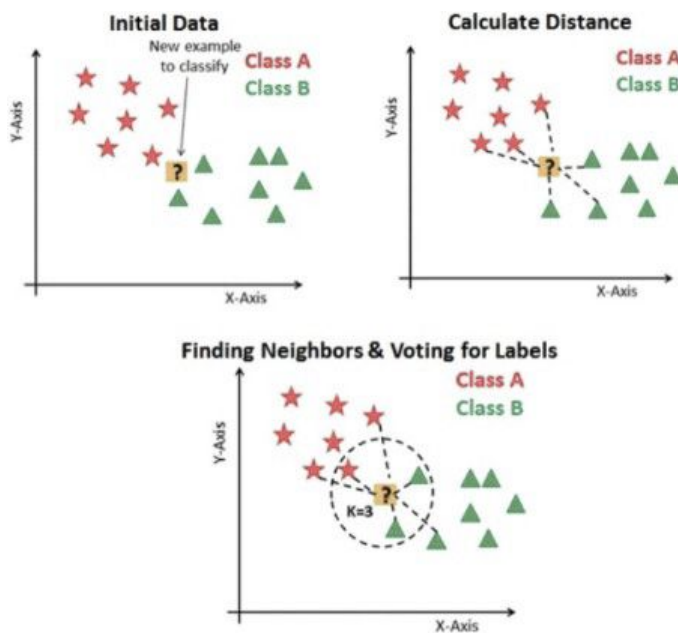 Initial Data
New example
to classify
Class A
Class B
?
Y-Axis
X-Axis
Calculate Distance
Class A
Class B
?
Y-Axis
X-Axis
Finding Neighbors & Voting for Labels
Class A
Class B
?
K=3
Y-Axis
X-Axis